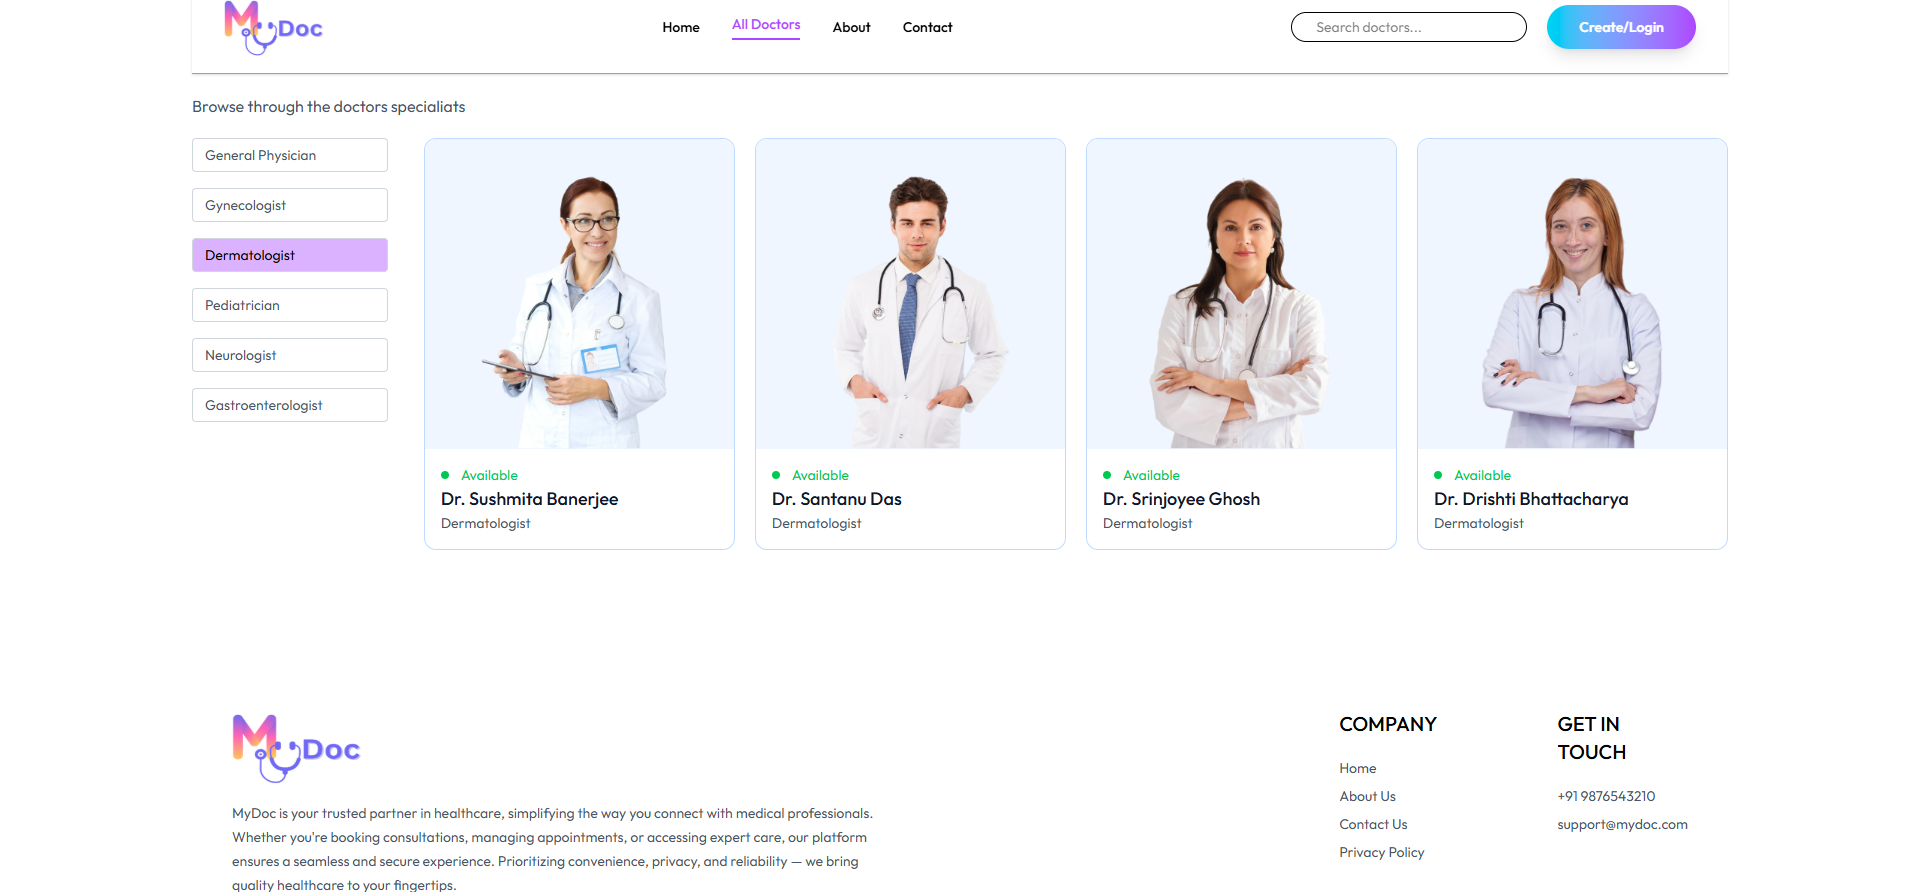 MyDoc
Home
All Doctors
About
Contact
Search doctors...
Create/Login
Browse through the doctors specialiats
General Physician
Gynecologist
Dermatologist
Pediatrician
Neurologist
Gastroenterologist
Available
Dr. Sushmita Banerjee
Dermatologist
Available
Dr. Santanu Das
Dermatologist
Available
Dr. Srinjoyee Ghosh
Dermatologist
Available
Dr. Drishti Bhattacharya
Dermatologist
MyDoc
MyDoc is your trusted partner in healthcare, simplifying the way you connect with medical professionals.
Whether you're booking consultations, managing appointments, or accessing expert care, our platform
ensures a seamless and secure experience. Prioritizing convenience, privacy, and reliability — we bring
quality healthcare to your fingertips.
COMPANY
Home
About Us
Contact Us
Privacy Policy
GET IN
TOUCH
+91 9876543210
support@mydoc.com